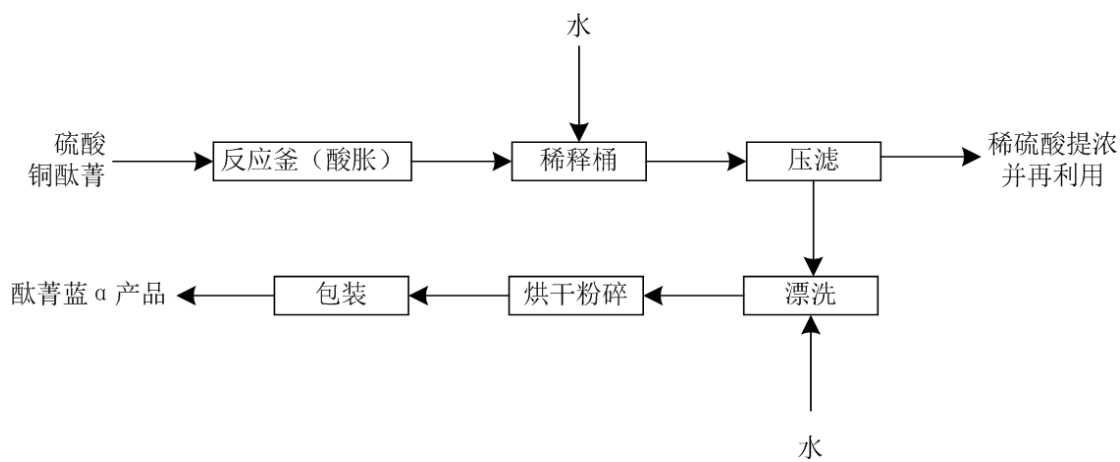 水
硫酸
铜酞菁
反应釜（酸胀）
稀释桶
压滤
稀硫酸提浓
并再利用
酞菁蓝α产品
包装
烘干粉碎
漂洗
水